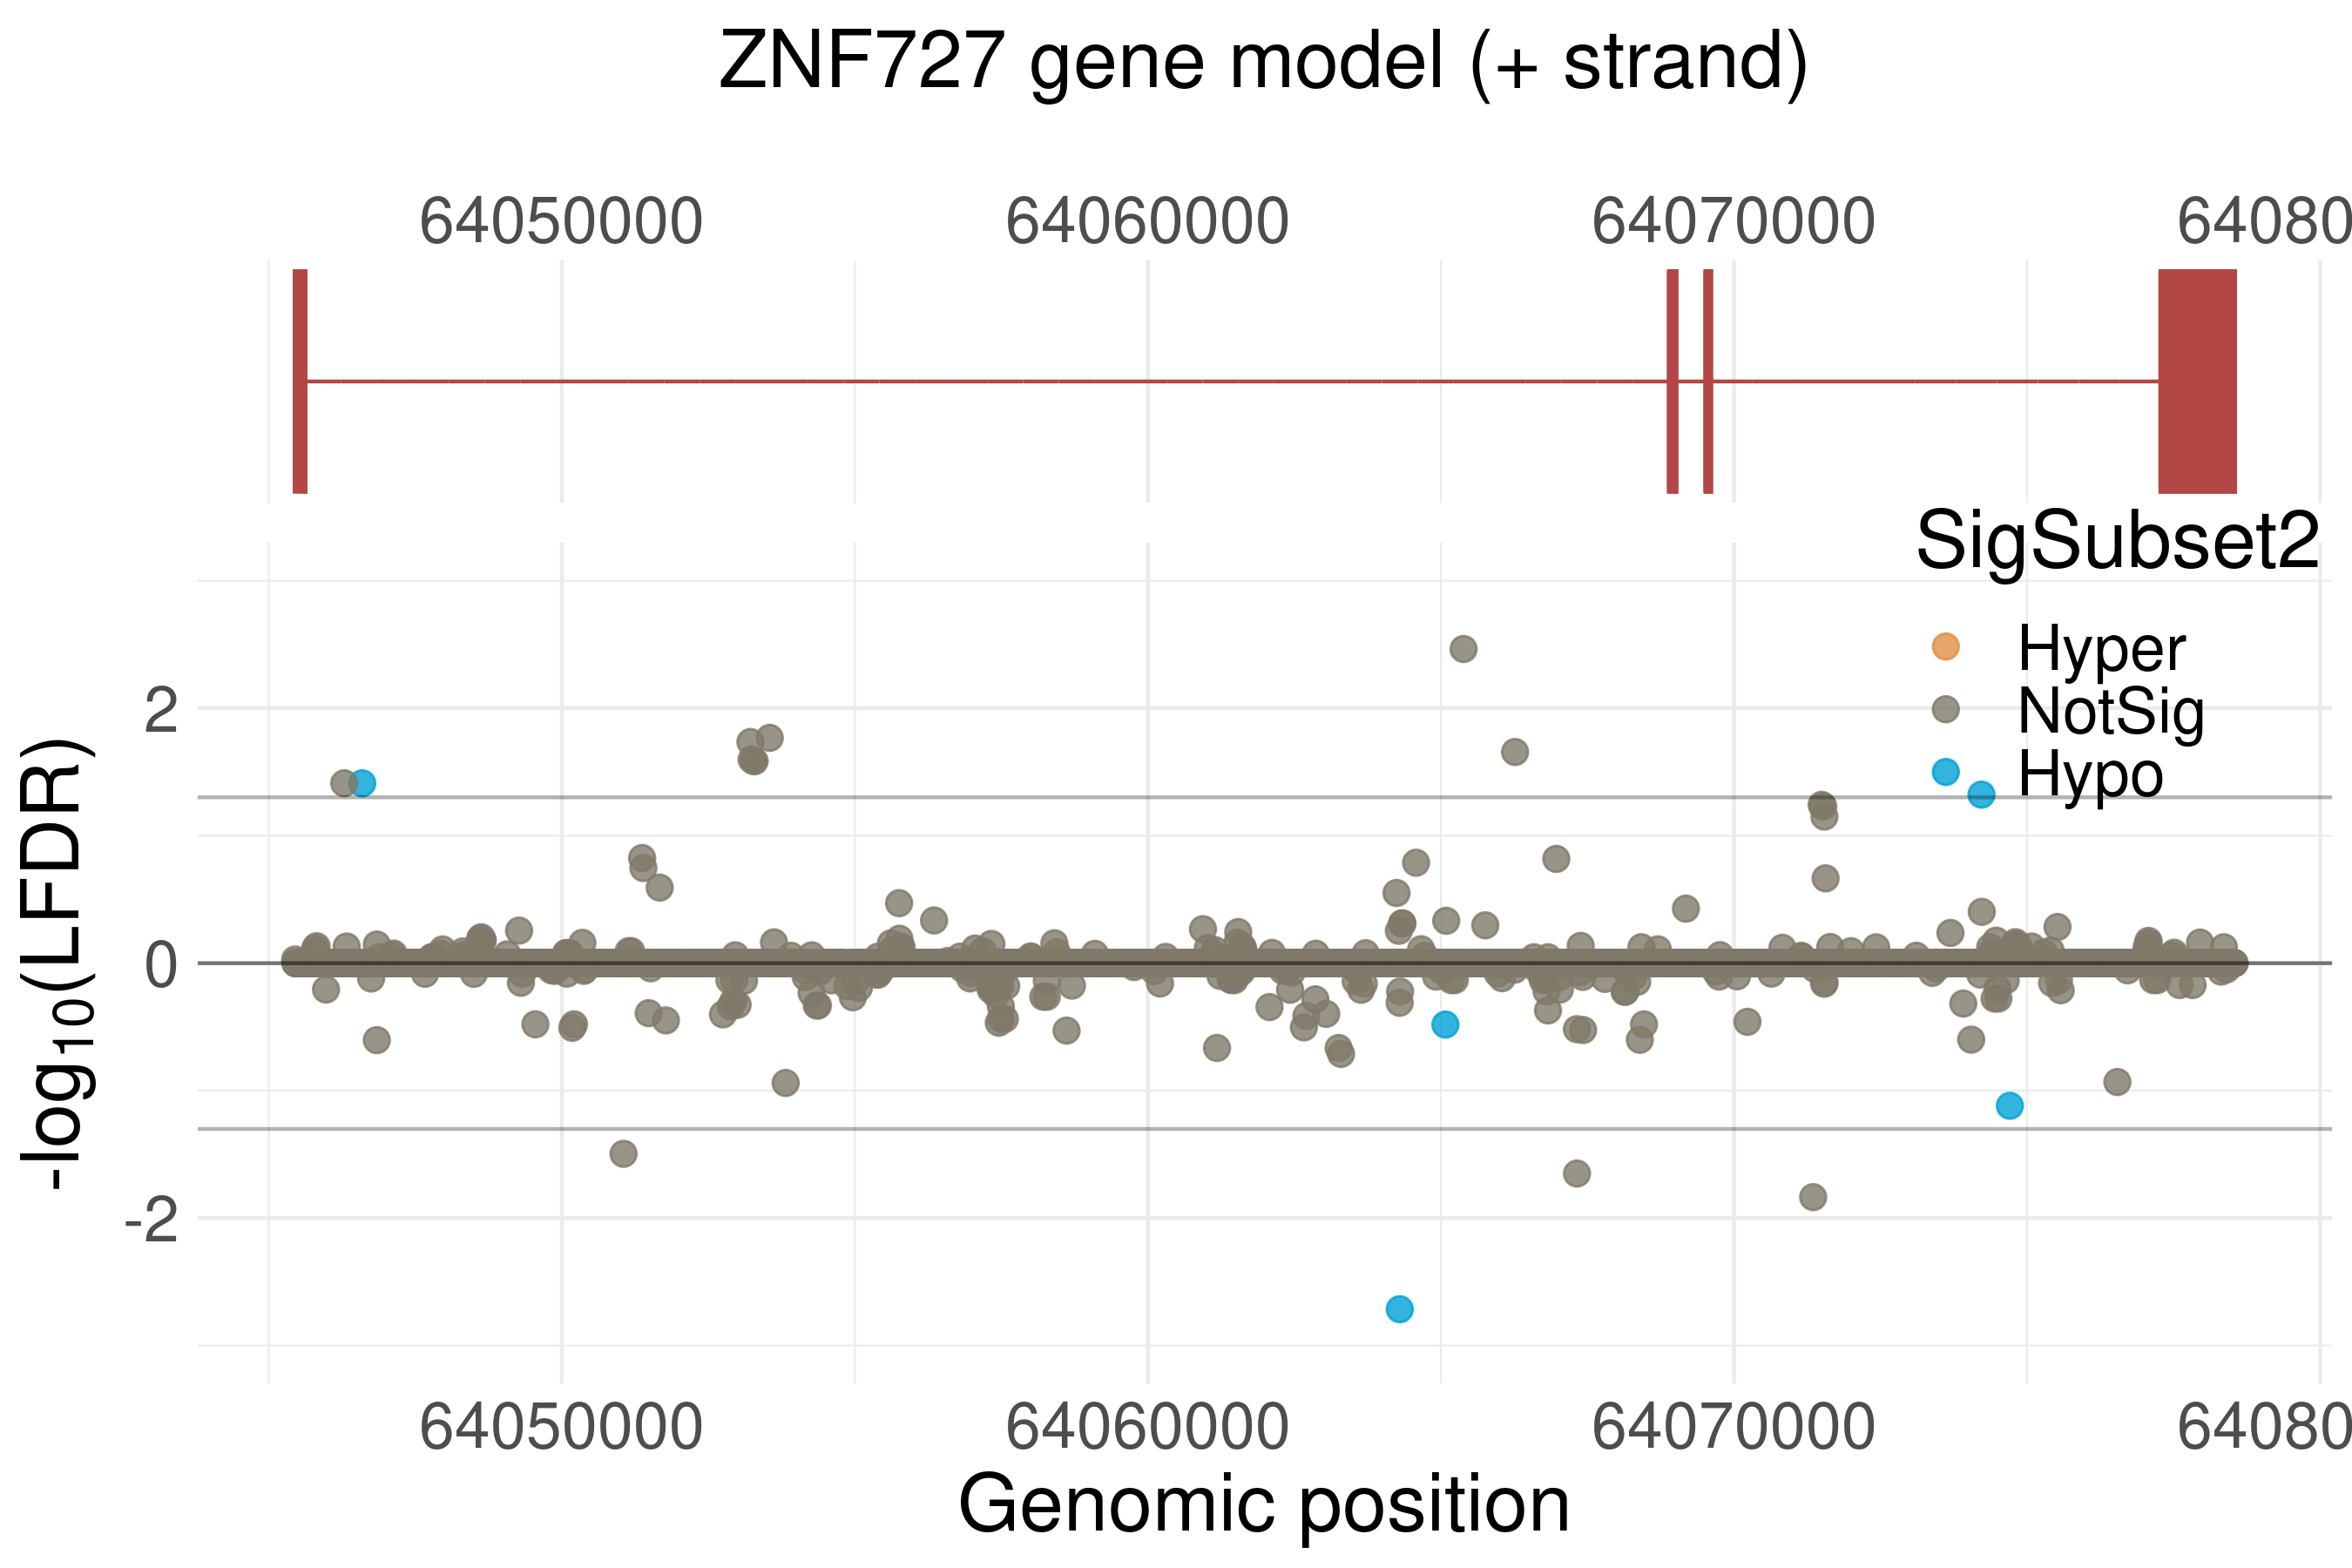 ZNF727 gene model (+ strand)
64050000 64060000 64070000 64080
SigSubset2
Hyper
NotSig
Hypo
2
0
-2
-log10(LFDR)
64050000 64060000 64070000 64080
Genomic position